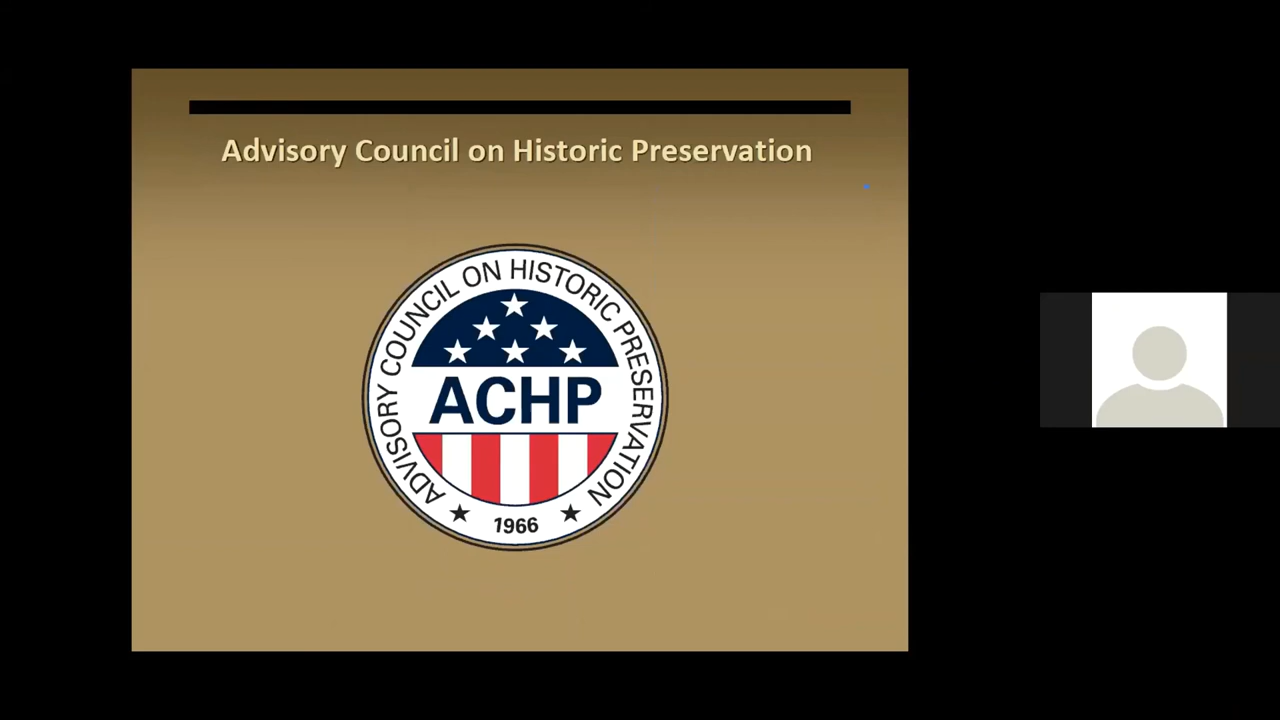 Advisory Council on Historic Preservation
ADVISORY COUNCIL ON HISTORIC PRESERVATION
ACHP
1966